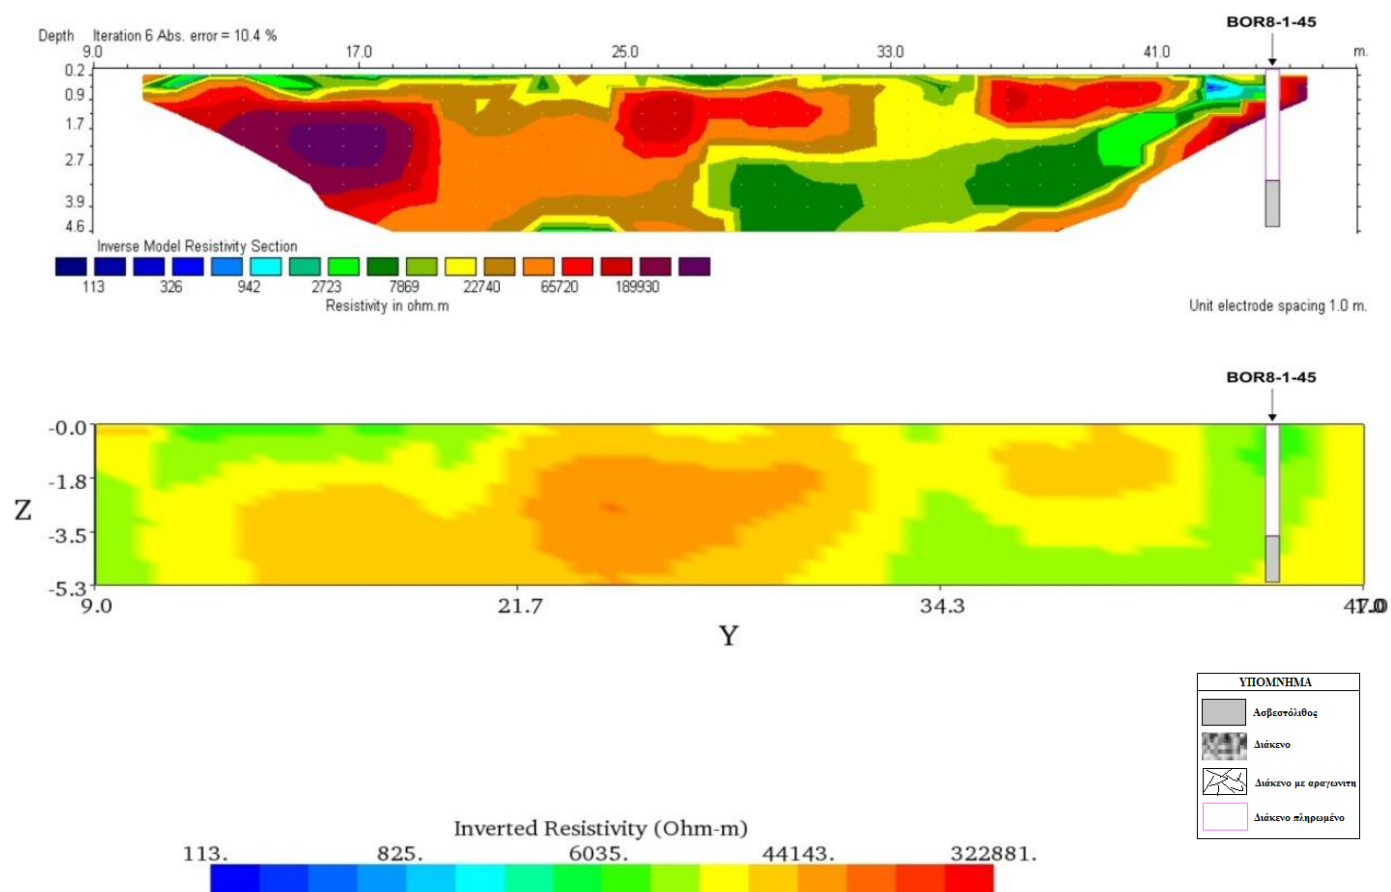 BOR8-1-45
Depth Iteration 6 Abs. error = 10.4 %
9.0 17.0 25.0 33.0 41.0 m.
0.2
0.9
1.7
2.7
3.9
4.6
Inverse Model Resistivity Section
113 326 942 2723 7869 22740 65720 189930
Resistivity in ohm.m
Unit electrode spacing 1.0 m.
BOR8-1-45
-0.0
-1.8
Z
-3.5
-5.3
9.0 21.7 34.3
Y
ΥΠΟΜΝΗΜΑ
Ασβεστόλιθος
Διάκενο
Διάκενο με αραγωνιτη
Διάκενο πληρωμένο
Inverted Resistivity (Ohm-m)
113. 825. 6035. 44143. 322881.